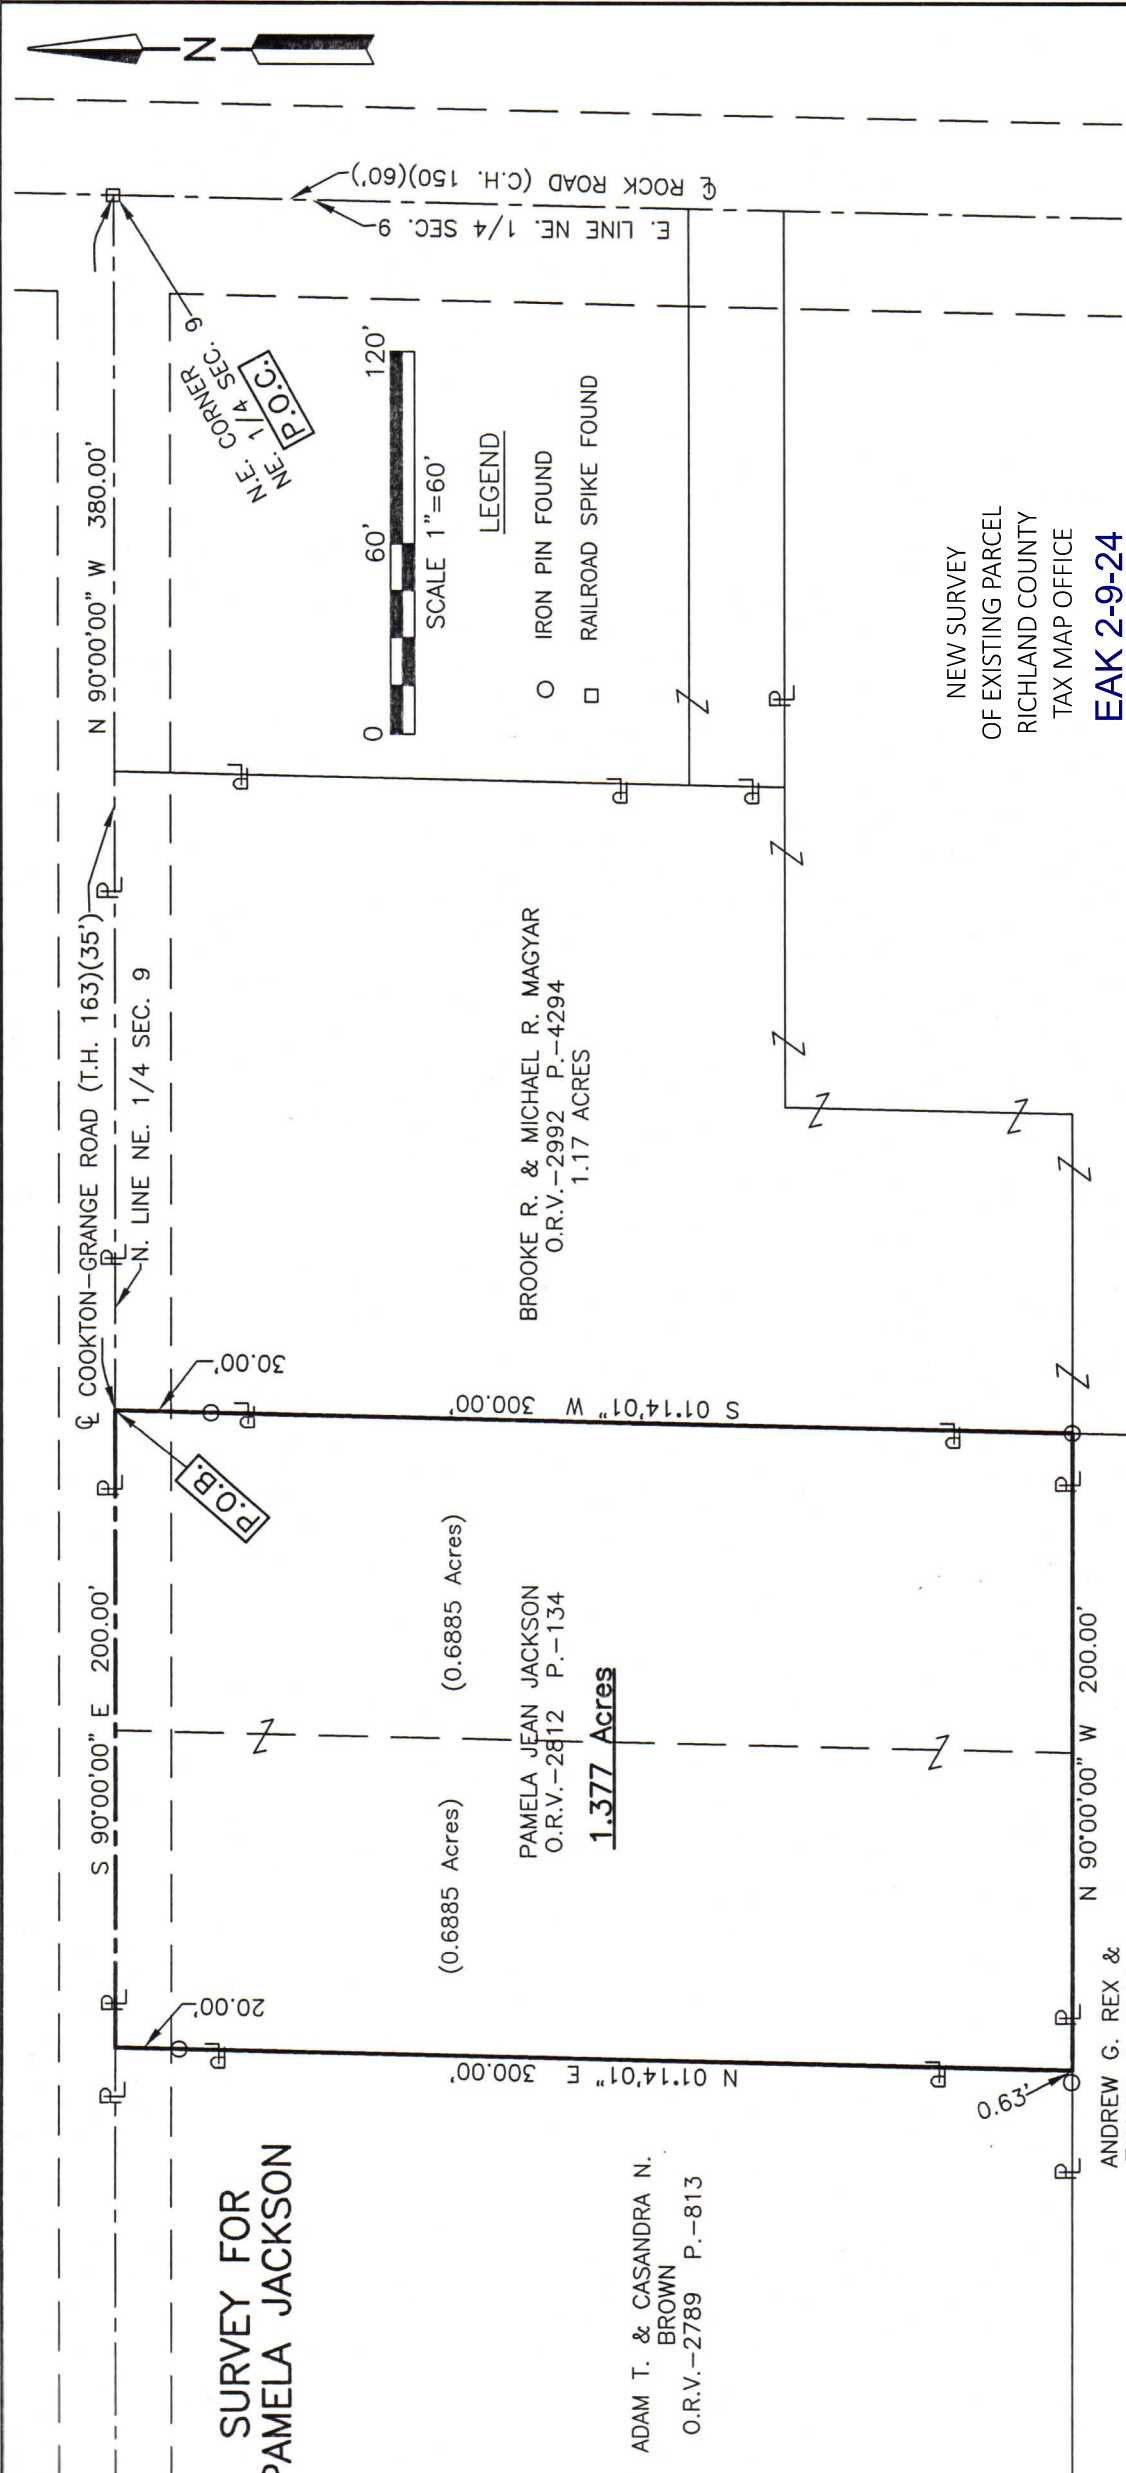 N
SURVEY FOR
PAMELA JACKSON
℄ COOKTON-GRANGE ROAD (T.H. 163)(35')
N. LINE NE. 1/4 SEC. 9
N 90°00'00" W 380.00'
N.E. CORNER
NE. 1/4 SEC. 9
P.O.C.
℄ ROCK ROAD (C.H. 150)(60')
E. LINE NE. 1/4 SEC. 9
0 60' 120'
SCALE 1"=60'
LEGEND
○ IRON PIN FOUND
□ RAILROAD SPIKE FOUND
S 90°00'00" E 200.00'
P.O.B.
30.00'
20.00'
S 01°14'01" W
300.00'
N 01°14'01" E
300.00'
(0.6885 Acres)
(0.6885 Acres)
PAMELA JEAN JACKSON
O.R.V.-2812 P.-134
1.377 Acres
BROOKE R. & MICHAEL R. MAGYAR
O.R.V.-2992 P.-4294
1.17 ACRES
ADAM T. & CASANDRA N.
BROWN
O.R.V.-2789 P.-813
0.63'
N 90°00'00" W 200.00'
ANDREW G. REX &
NEW SURVEY
OF EXISTING PARCEL
RICHLAND COUNTY
TAX MAP OFFICE
EAK 2-9-24